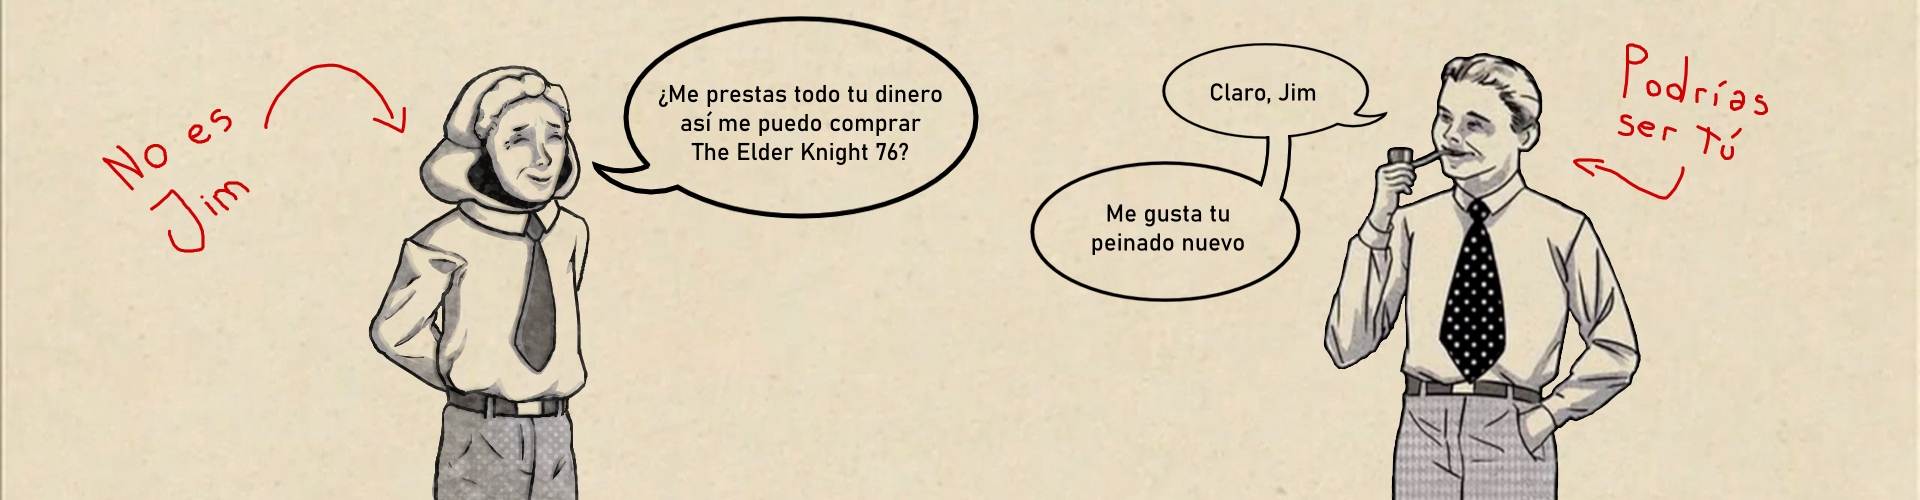 No es
Jim
¿Me prestas todo tu dinero
así me puedo comprar
The Elder Knight 76?
Claro, Jim
Me gusta tu
peinado nuevo
Podrías
ser tú